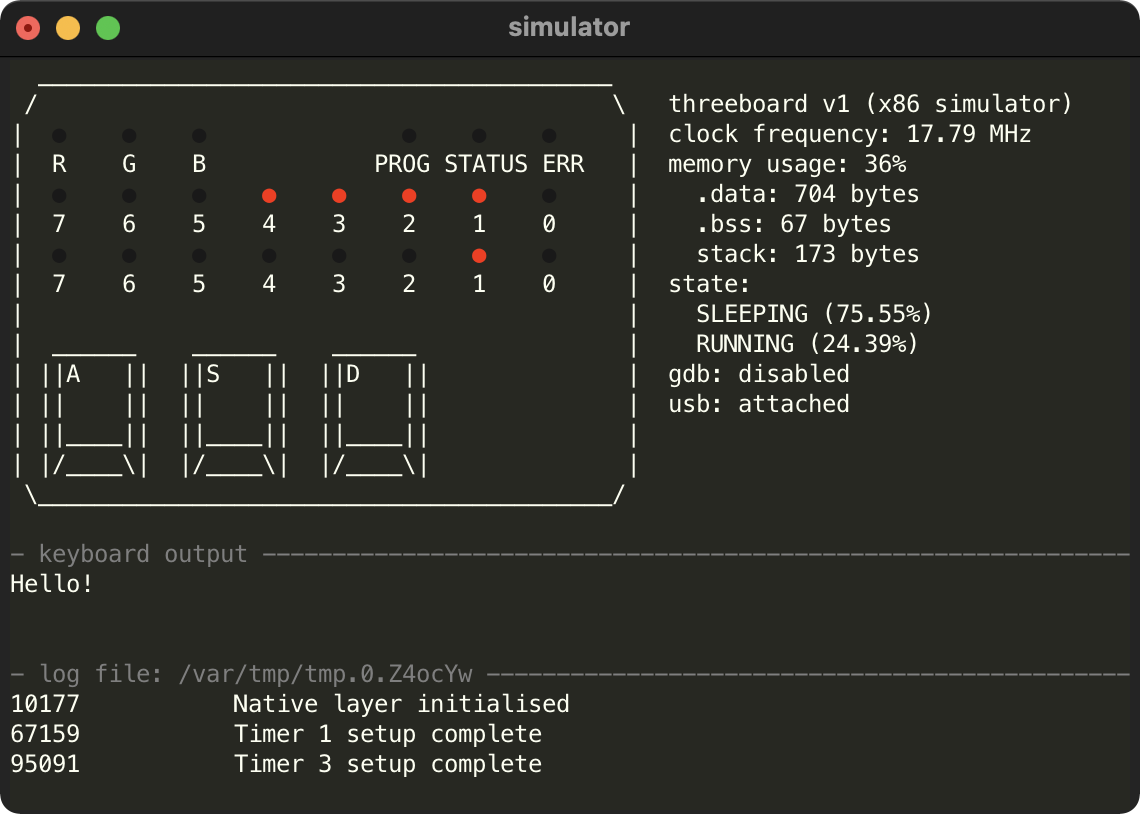 simulator
threeboard v1 (x86 simulator)
clock frequency: 17.79 MHz
R G B PROG STATUS ERR memory usage: 36%
.data: 704 bytes
7 6 5 4 3 2 1 0 .bss: 67 bytes
stack: 173 bytes
7 6 5 4 3 2 1 0 state:
SLEEPING (75.55%)
RUNNING (24.39%)
A S D gdb: disabled
usb: attached
keyboard output
Hello!
log file: /var/tmp/tmp.0.Z4ocYw
10177 Native layer initialised
67159 Timer 1 setup complete
95091 Timer 3 setup complete